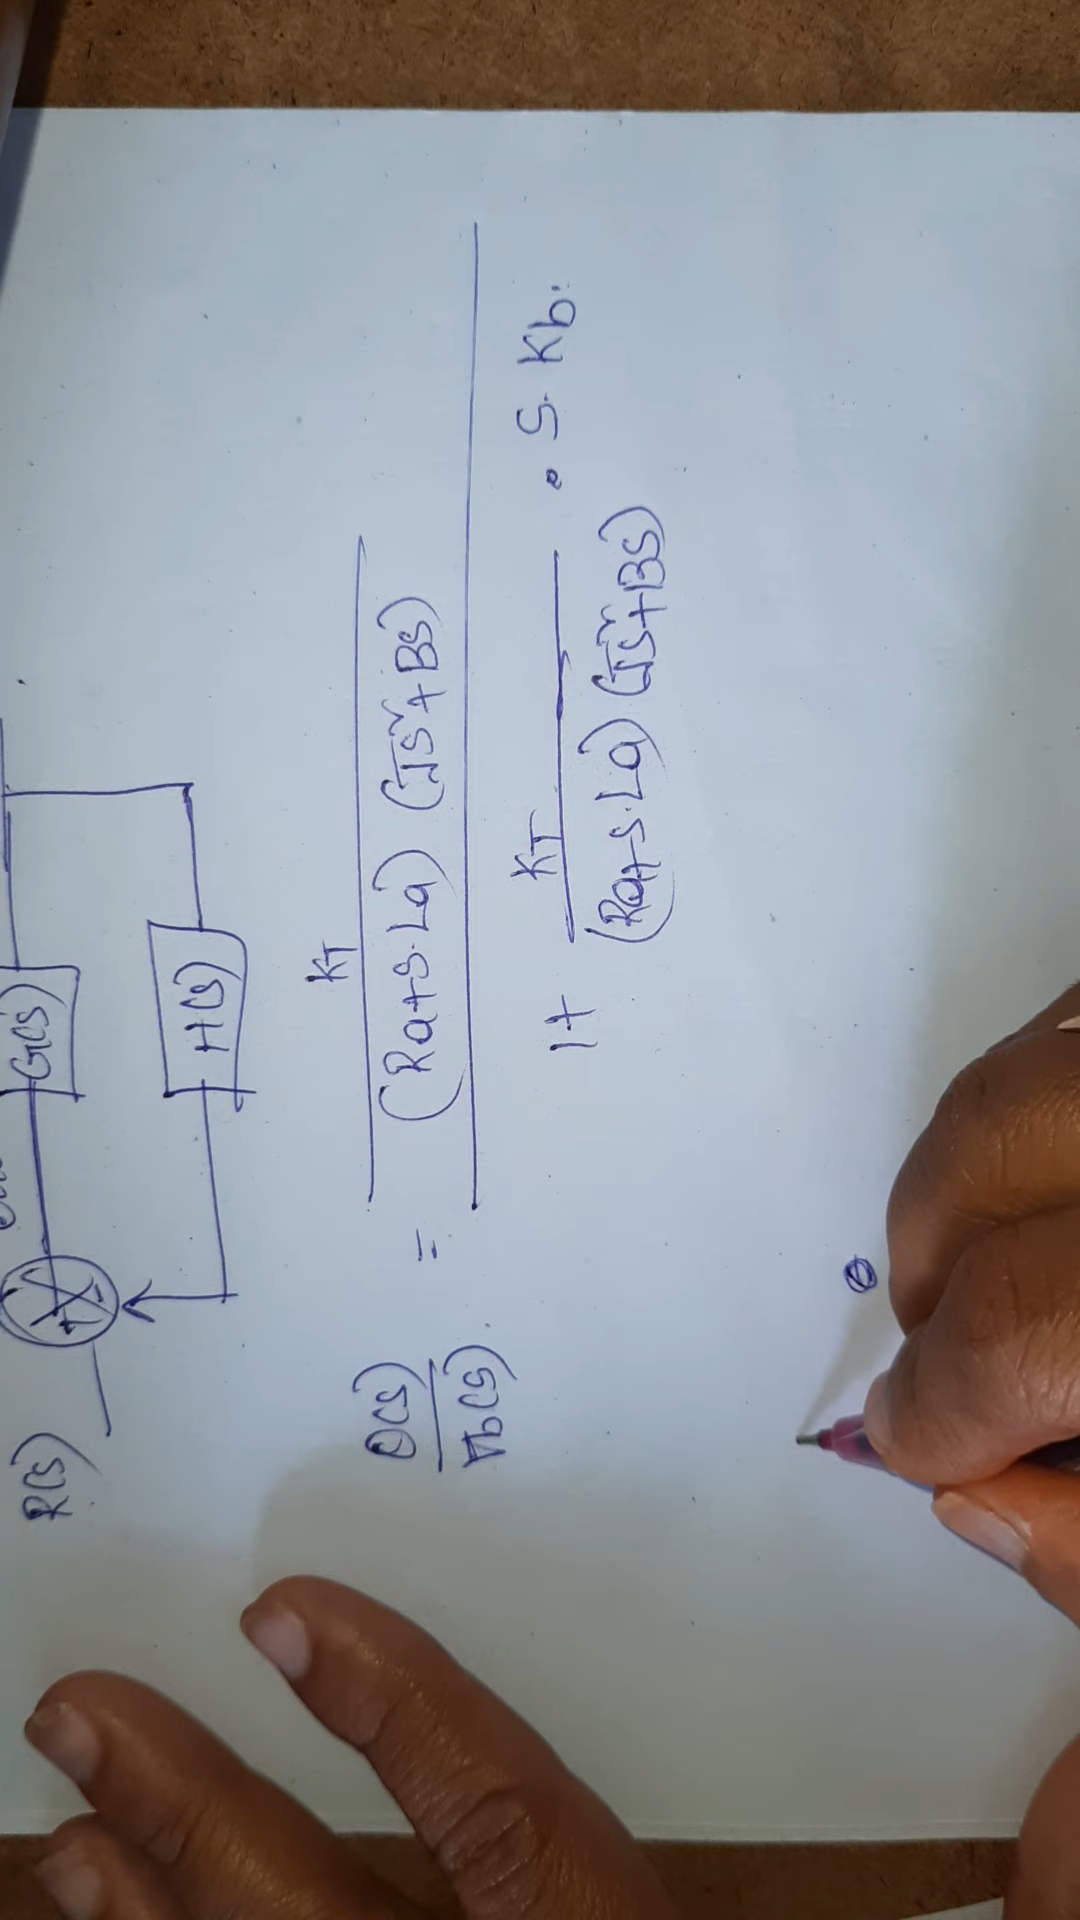 R(s) G(s)
H(s)
KT
θ(s) = (Ra+s.La) (Js²+Bs)
Vb(s)
KT
1+ . S. Kb.
(Ra+s.La) (Js²+Bs)
θ